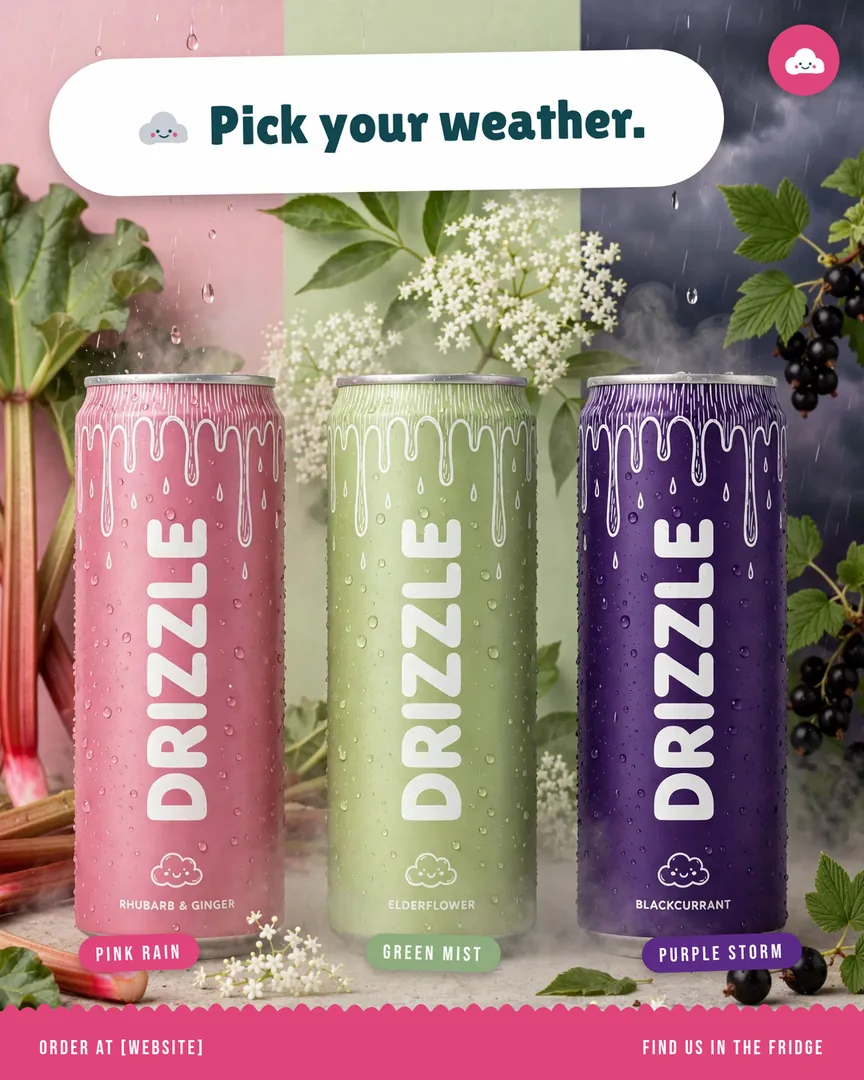 Pick your weather.
DRIZZLE
RHUBARB & GINGER
PINK RAIN
DRIZZLE
ELDERFLOWER
GREEN MIST
DRIZZLE
BLACKCURRANT
PURPLE STORM
ORDER AT [WEBSITE]
FIND US IN THE FRIDGE